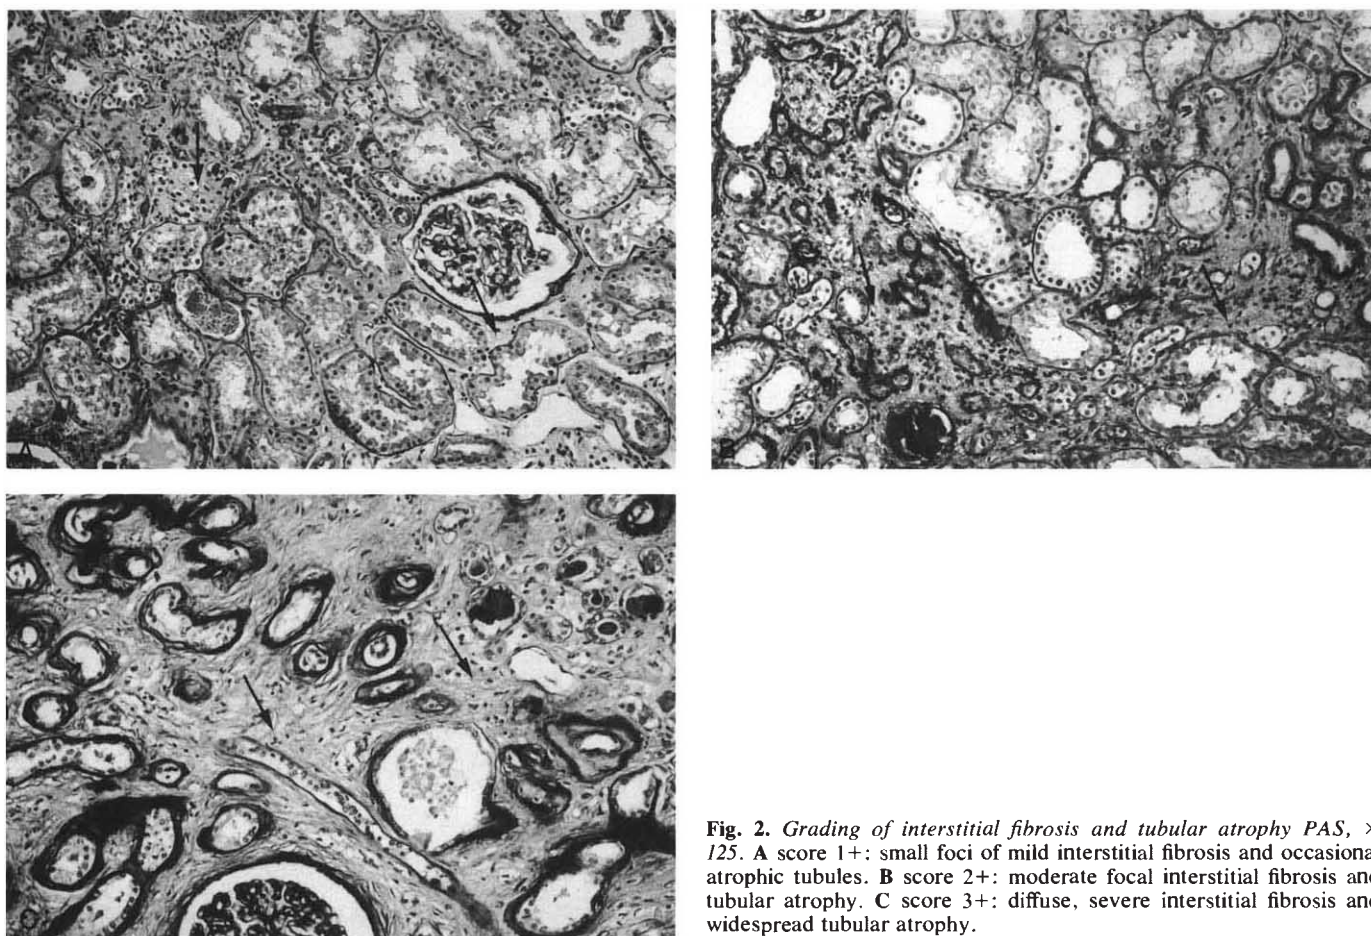 A
B
Fig. 2. Grading of interstitial fibrosis and tubular atrophy PAS, ×
125. A score 1+: small foci of mild interstitial fibrosis and occasiona
atrophic tubules. B score 2+: moderate focal interstitial fibrosis an
tubular atrophy. C score 3+: diffuse, severe interstitial fibrosis an
widespread tubular atrophy.